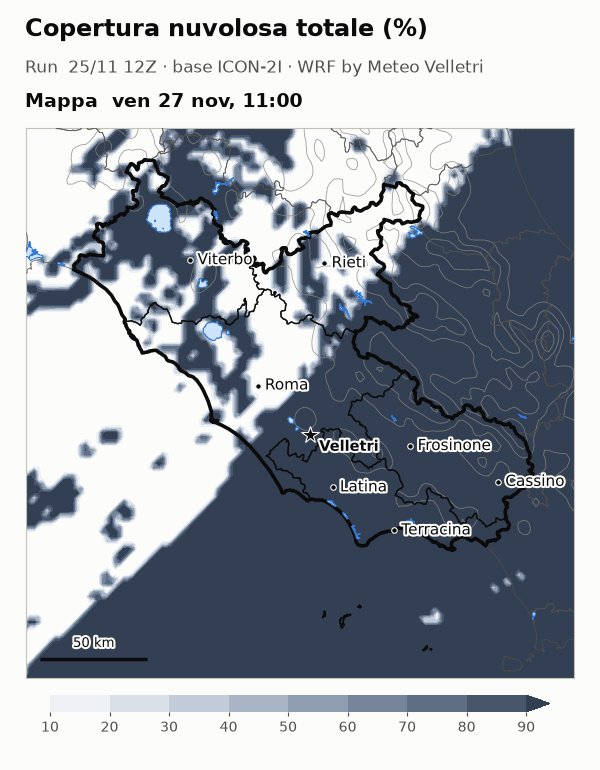 Copertura nuvolosa totale (%)
Run  25/11 12Z · base ICON-2I · WRF by Meteo Velletri
Mappa  ven 27 nov, 11:00
Viterbo
Rieti
Roma
Velletri
Frosinone
Cassino
Latina
Terracina
50 km
10 20 30 40 50 60 70 80 90